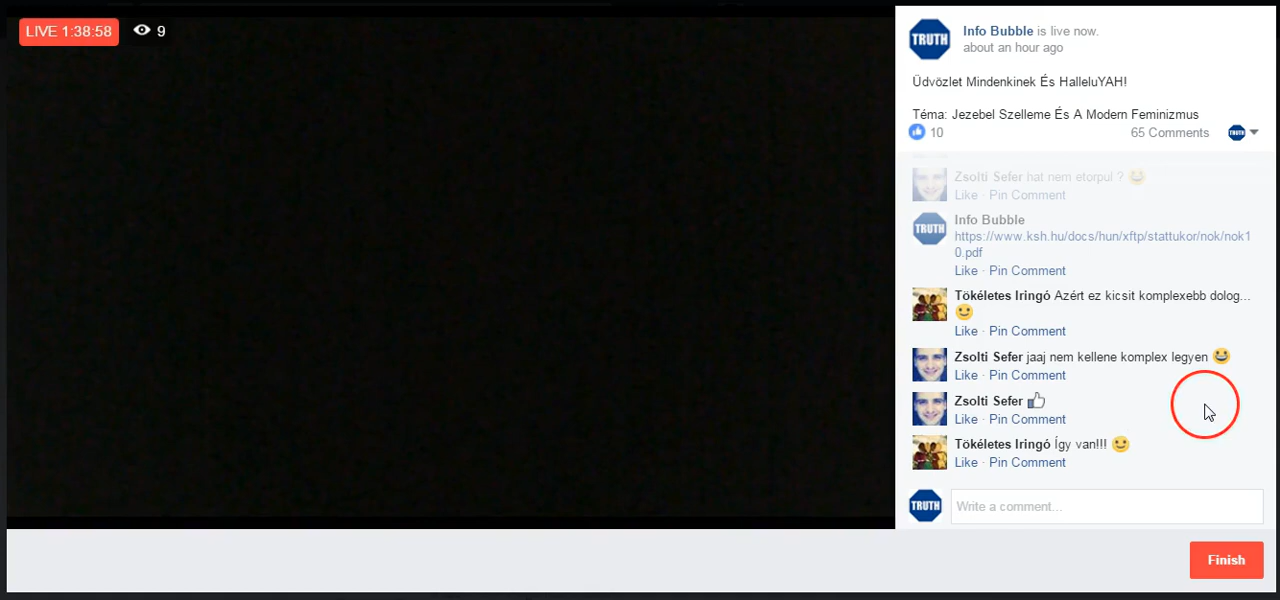 LIVE 1:38:58
9
TRUTH
Info Bubble is live now.
about an hour ago
Üdvözlet Mindenkinek És HalleluYAH!
Téma: Jezebel Szelleme És A Modern Feminizmus
10
65 Comments
TRUTH
Zsolti Sefer hat nem etorpul ?
Like · Pin Comment
TRUTH
Info Bubble
https://www.ksh.hu/docs/hun/xftp/stattukor/nok/nok1
0.pdf
Like · Pin Comment
Tökéletes Iringó Azért ez kicsit komplexebb dolog...
Like · Pin Comment
Zsolti Sefer jaaj nem kellene komplex legyen
Like · Pin Comment
Zsolti Sefer
Like · Pin Comment
Tökéletes Iringó Így van!!!
Like · Pin Comment
TRUTH
Write a comment...
Finish